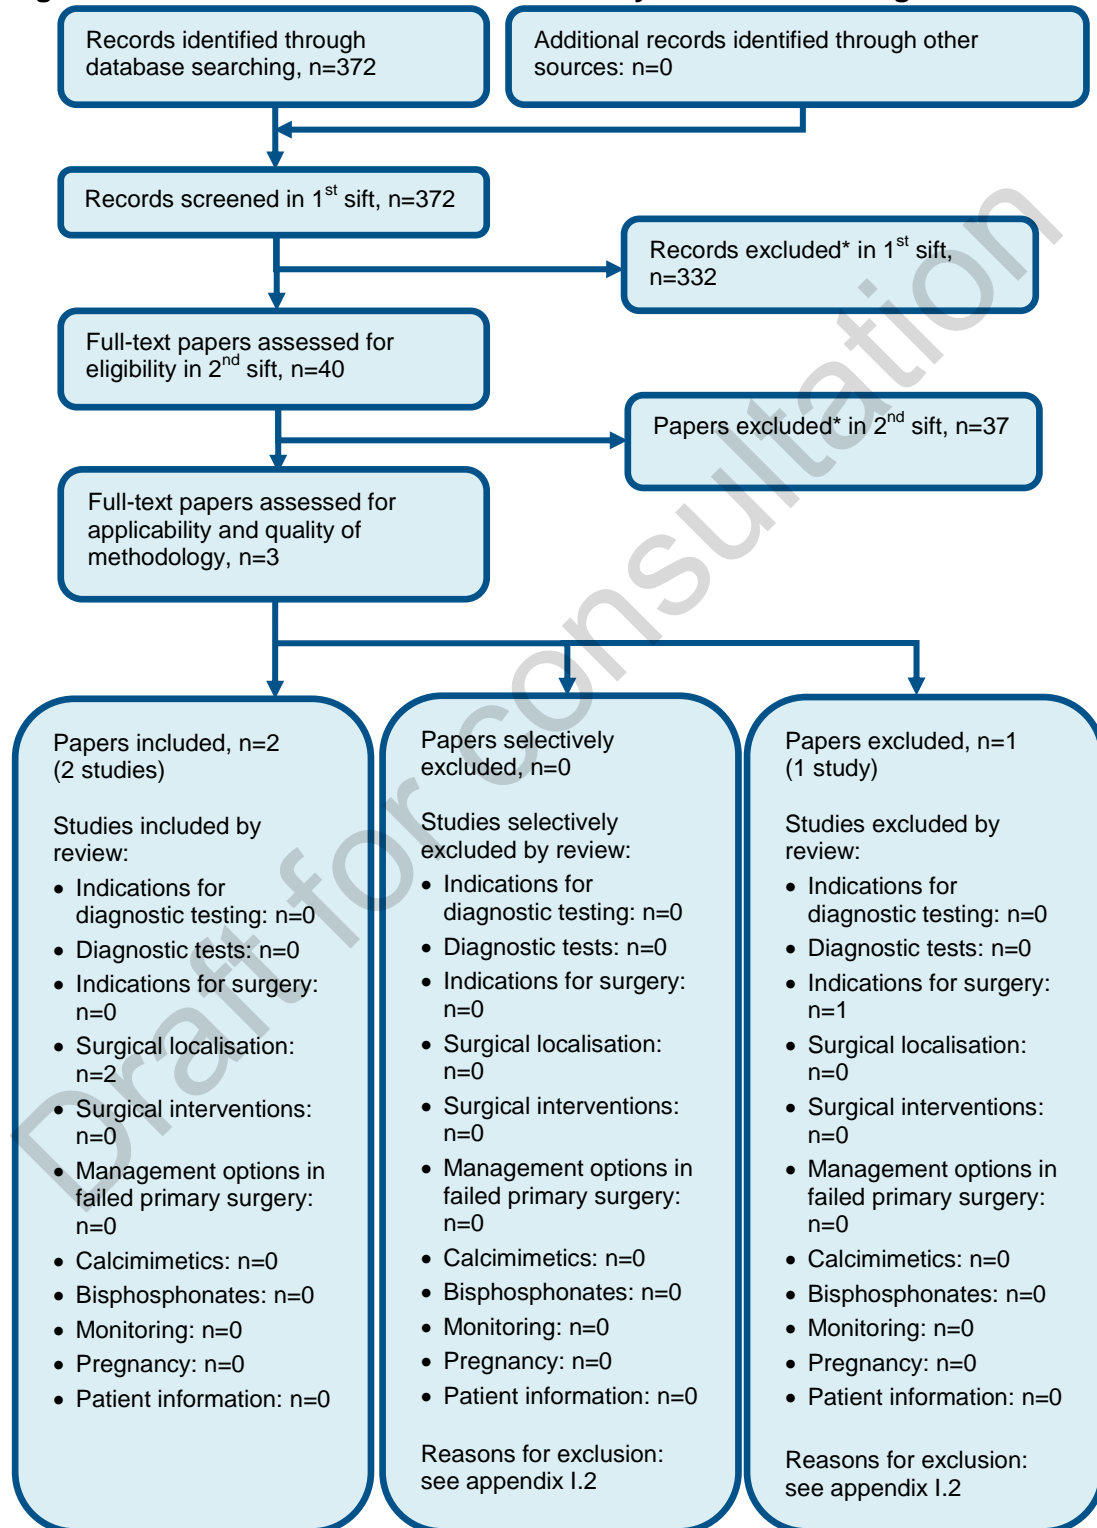 Records identified through
database searching, n=372
Additional records identified through other
sources: n=0
Records screened in 1st sift, n=372
Records excluded* in 1st sift,
n=332
Full-text papers assessed for
eligibility in 2nd sift, n=40
Papers excluded* in 2nd sift, n=37
Full-text papers assessed for
applicability and quality of
methodology, n=3
Papers included, n=2
(2 studies)
Studies included by
review:
• Indications for
diagnostic testing: n=0
• Diagnostic tests: n=0
• Indications for surgery:
n=0
• Surgical localisation:
n=2
• Surgical interventions:
n=0
• Management options in
failed primary surgery:
n=0
• Calcimimetics: n=0
• Bisphosphonates: n=0
• Monitoring: n=0
• Pregnancy: n=0
• Patient information: n=0
Papers selectively
excluded, n=0
Studies selectively
excluded by review:
• Indications for
diagnostic testing: n=0
• Diagnostic tests: n=0
• Indications for surgery:
n=0
• Surgical localisation:
n=0
• Surgical interventions:
n=0
• Management options in
failed primary surgery:
n=0
• Calcimimetics: n=0
• Bisphosphonates: n=0
• Monitoring: n=0
• Pregnancy: n=0
• Patient information: n=0
Reasons for exclusion:
see appendix I.2
Papers excluded, n=1
(1 study)
Studies excluded by
review:
• Indications for
diagnostic testing: n=0
• Diagnostic tests: n=0
• Indications for surgery:
n=1
• Surgical localisation:
n=0
• Surgical interventions:
n=0
• Management options in
failed primary surgery:
n=0
• Calcimimetics: n=0
• Bisphosphonates: n=0
• Monitoring: n=0
• Pregnancy: n=0
• Patient information: n=0
Reasons for exclusion:
see appendix I.2
Draft for consultation